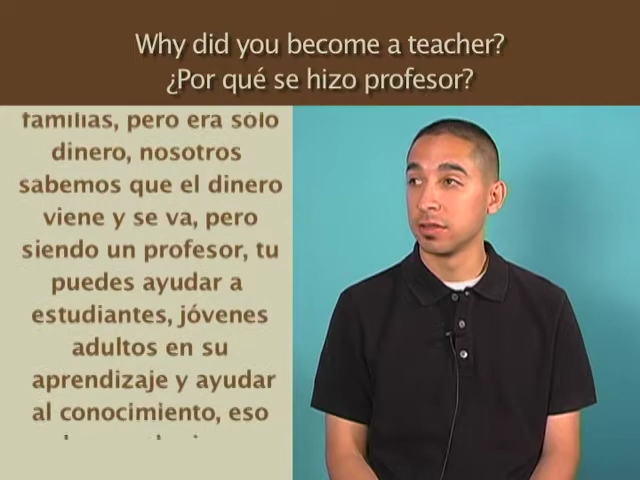 Why did you become a teacher?
¿Por qué se hizo profesor?
familias, pero era solo
dinero, nosotros
sabemos que el dinero
viene y se va, pero
siendo un profesor, tu
puedes ayudar a
estudiantes, jóvenes
adultos en su
aprendizaje y ayudar
al conocimiento, eso